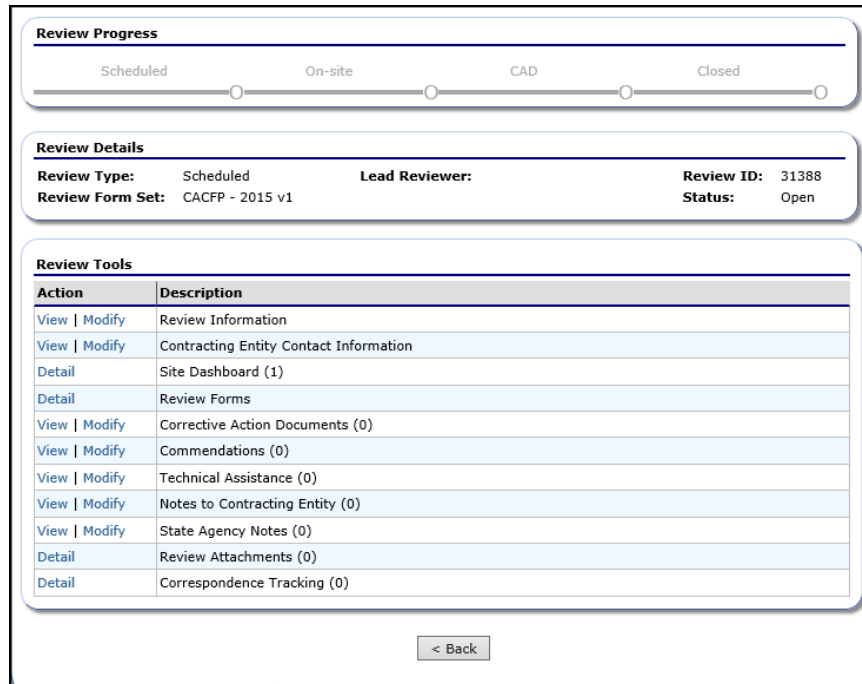 Review Progress
Scheduled On-site CAD Closed
Review Details
Review Type: Scheduled Lead Reviewer: Review ID: 31388
Review Form Set: CACFP - 2015 v1 Status: Open
Review Tools
Action Description
View | Modify Review Information
View | Modify Contracting Entity Contact Information
Detail Site Dashboard (1)
Detail Review Forms
View | Modify Corrective Action Documents (0)
View | Modify Commendations (0)
View | Modify Technical Assistance (0)
View | Modify Notes to Contracting Entity (0)
View | Modify State Agency Notes (0)
Detail Review Attachments (0)
Detail Correspondence Tracking (0)
< Back